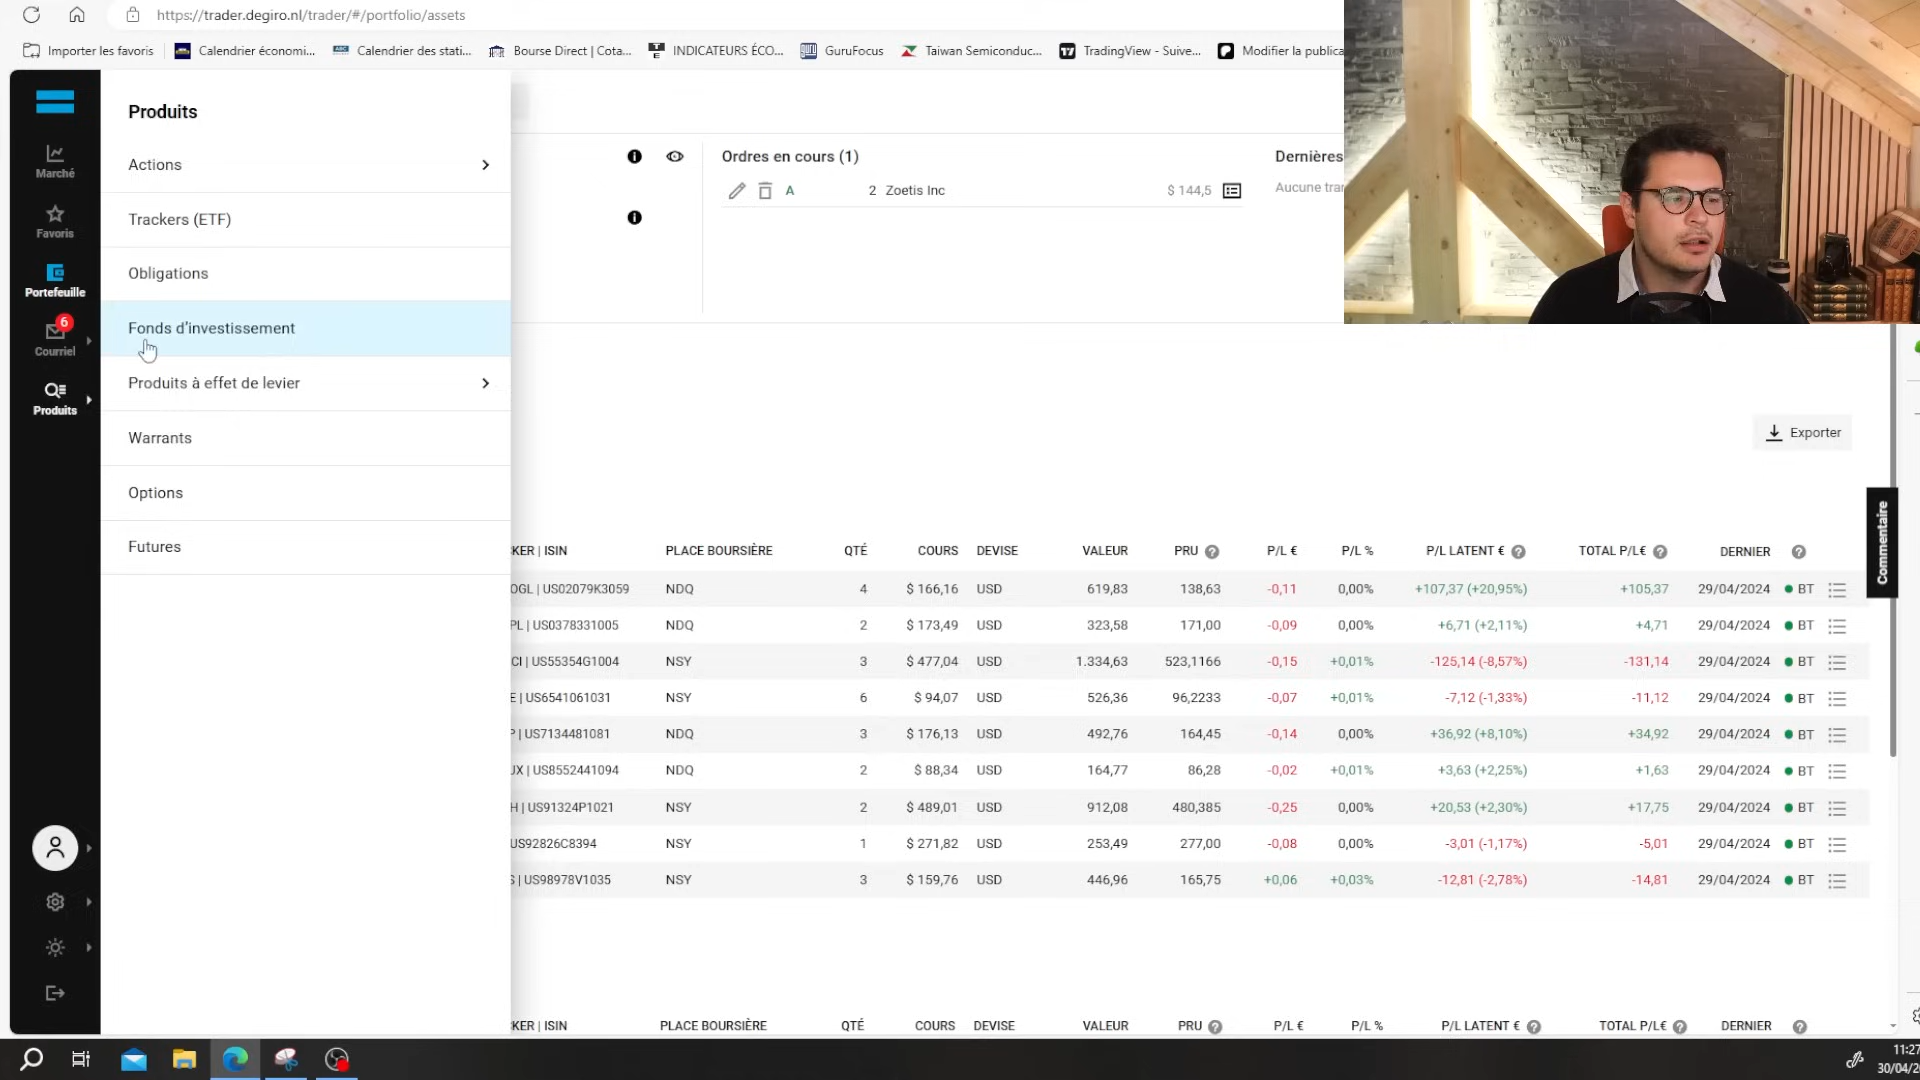 https://trader.degiro.nl/trader/#/portfolio/assets
Importer les favoris
Calendrier économi...
Calendrier des stati...
Bourse Direct | Cota...
INDICATEURS ÉCO...
GuruFocus
Taiwan Semiconduc...
TradingView - Suive...
Modifier la publica
Marché
Favoris
Portefeuille
6
Courriel
Produits
Produits
Actions
Trackers (ETF)
Obligations
Fonds d'investissement
Produits à effet de levier
Warrants
Options
Futures
Ordres en cours (1)
A 2 Zoetis Inc $ 144,5
Dernières
Aucune tran
Exporter
Commentaire
KER | ISIN PLACE BOURSIÈRE QTÉ COURS DEVISE VALEUR PRU P/L € P/L % P/L LATENT € TOTAL P/L€ DERNIER
OGL | US02079K3059 NDQ 4 $ 166,16 USD 619,83 138,63 -0,11 0,00% +107,37 (+20,95%) +105,37 29/04/2024 BT
PL | US0378331005 NDQ 2 $ 173,49 USD 323,58 171,00 -0,09 0,00% +6,71 (+2,11%) +4,71 29/04/2024 BT
CI | US55354G1004 NSY 3 $ 477,04 USD 1.334,63 523,1166 -0,15 +0,01% -125,14 (-8,57%) -131,14 29/04/2024 BT
E | US6541061031 NSY 6 $ 94,07 USD 526,36 96,2233 -0,07 +0,01% -7,12 (-1,33%) -11,12 29/04/2024 BT
P | US7134481081 NDQ 3 $ 176,13 USD 492,76 164,45 -0,14 0,00% +36,92 (+8,10%) +34,92 29/04/2024 BT
UX | US8552441094 NDQ 2 $ 88,34 USD 164,77 86,28 -0,02 +0,01% +3,63 (+2,25%) +1,63 29/04/2024 BT
H | US91324P1021 NSY 2 $ 489,01 USD 912,08 480,385 -0,25 0,00% +20,53 (+2,30%) +17,75 29/04/2024 BT
US92826C8394 NSY 1 $ 271,82 USD 253,49 277,00 -0,08 0,00% -3,01 (-1,17%) -5,01 29/04/2024 BT
S | US98978V1035 NSY 3 $ 159,76 USD 446,96 165,75 +0,06 +0,03% -12,81 (-2,78%) -14,81 29/04/2024 BT
KER | ISIN PLACE BOURSIÈRE QTÉ COURS DEVISE VALEUR PRU P/L € P/L % P/L LATENT € TOTAL P/L€ DERNIER
11:27
30/04/20